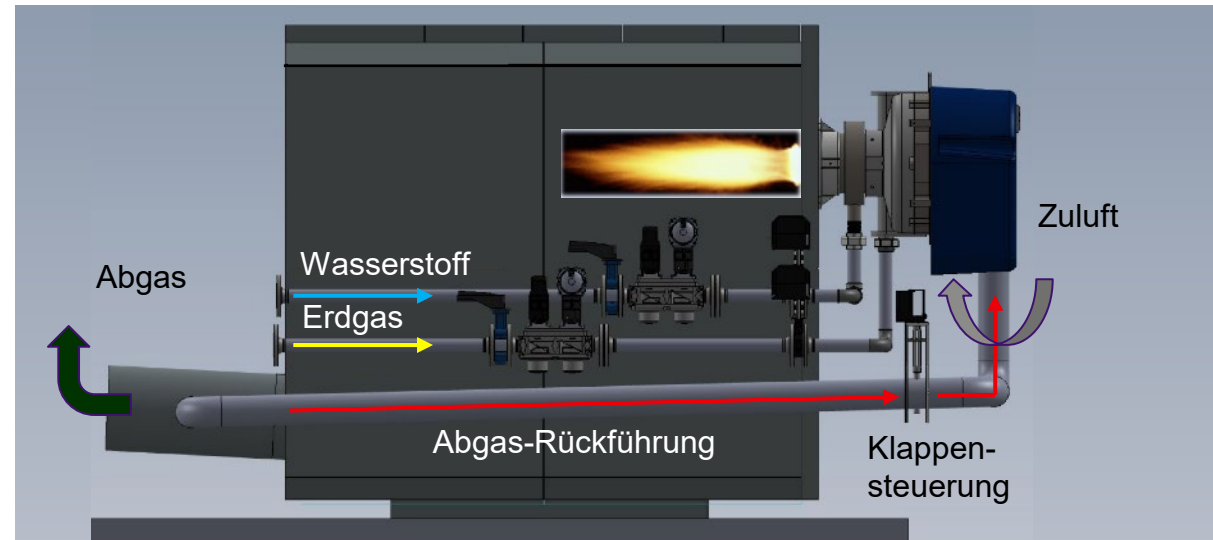 Zuluft
Abgas
Wasserstoff
Erdgas
Abgas-Rückführung
Klappen-
steuerung